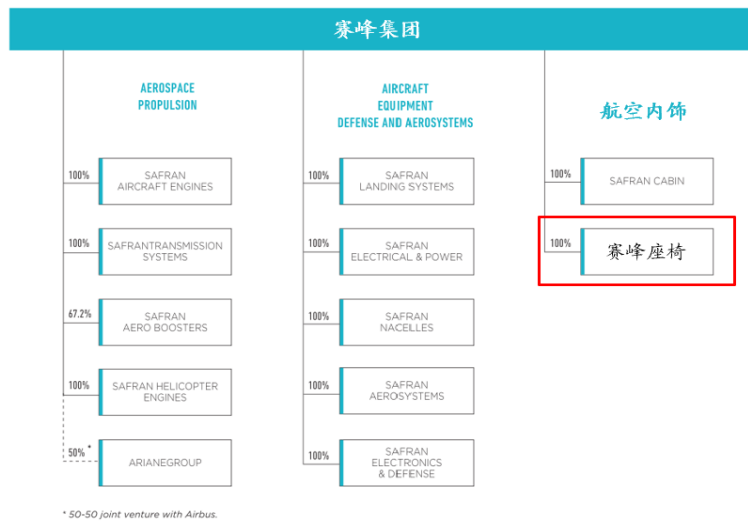 赛峰集团
AEROSPACE
PROPULSION
100%
SAFRAN
AIRCRAFT ENGINES
100%
SAFRANTRANSMISSION
SYSTEMS
67.2%
SAFRAN
AERO BOOSTERS
100%
SAFRAN HELICOPTER
ENGINES
50% *
ARIANEGROUP
AIRCRAFT
EQUIPMENT
DEFENSE AND AEROSYSTEMS
100%
SAFRAN
LANDING SYSTEMS
100%
SAFRAN
ELECTRICAL & POWER
100%
SAFRAN
NACELLES
100%
SAFRAN
AEROSYSTEMS
100%
SAFRAN
ELECTRONICS
& DEFENSE
航空内饰
100%
SAFRAN CABIN
100%
赛峰座椅
* 50-50 joint venture with Airbus.